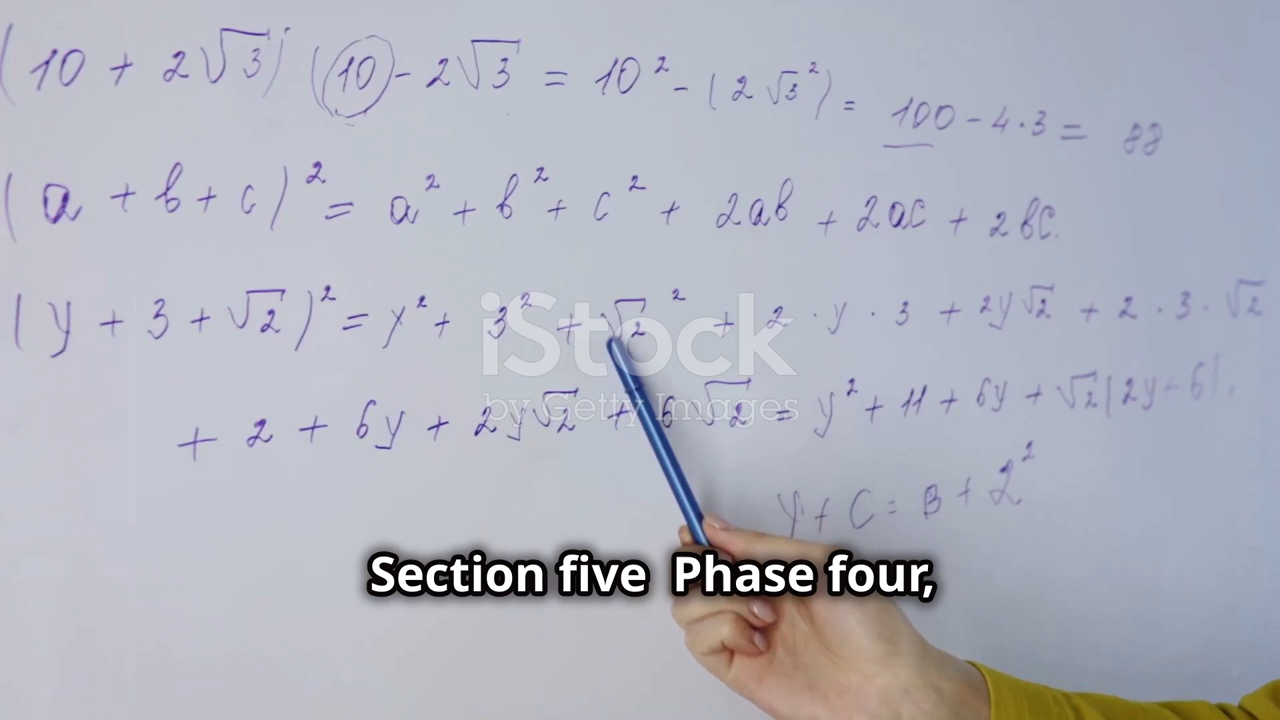 (10 + 2√3) (10 - 2√3 = 10² - (2√3²) = 100 - 4·3 = 88
(a + b + c)² = a² + b² + c² + 2ab + 2ac + 2bc.
(y + 3 + √2)² = y² + 3² + √2² + 2 · y · 3 + 2y√2 + 2 · 3 · √2
+ 2 + 6y + 2y√2 + 6√2 = y² + 11 + 6y + √2(2y+6).
y + c = B + 2²
iStock
by Getty Images
Section five Phase four,